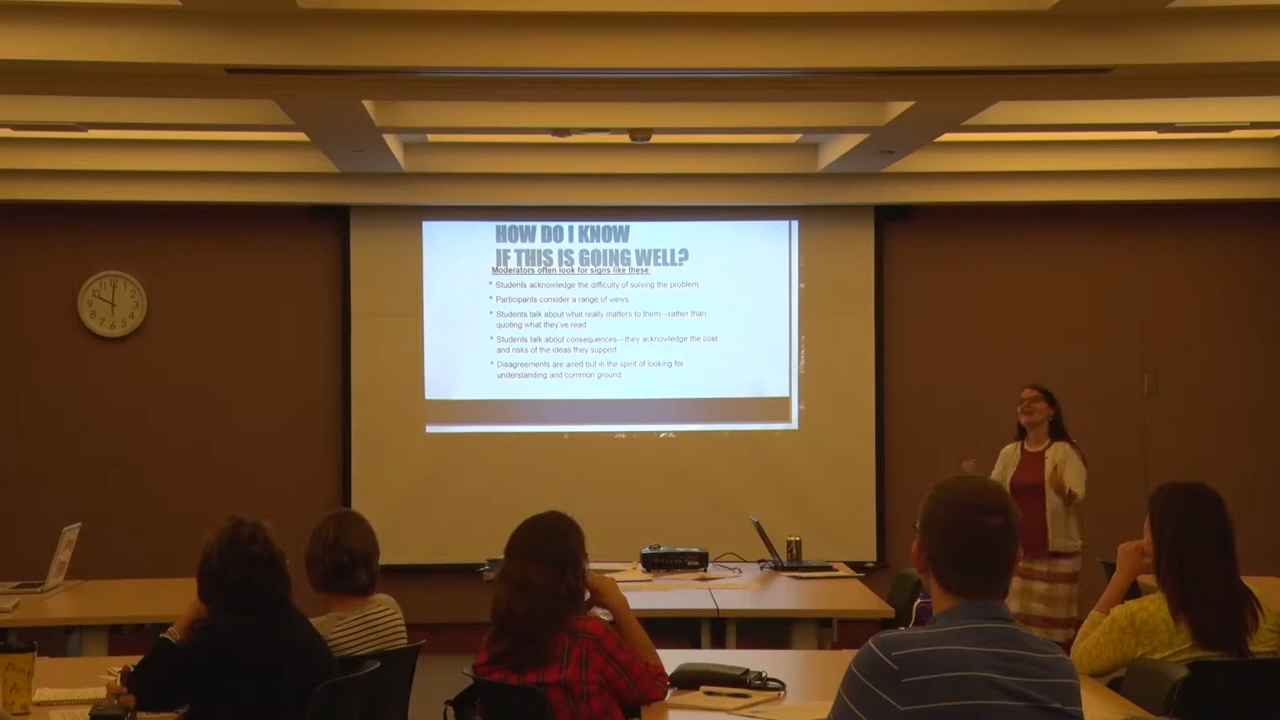 HOW DO I KNOW
IF THIS IS GOING WELL?
Moderators often look for signs like these:
* Students acknowledge the difficulty of solving the problem
* Participants consider a range of views
* Students talk about what really matters to them—rather than
quoting what they've read
* Students talk about consequences—they acknowledge the cost
and risks of the ideas they support
* Disagreements are aired but in the spirit of looking for
understanding and common ground